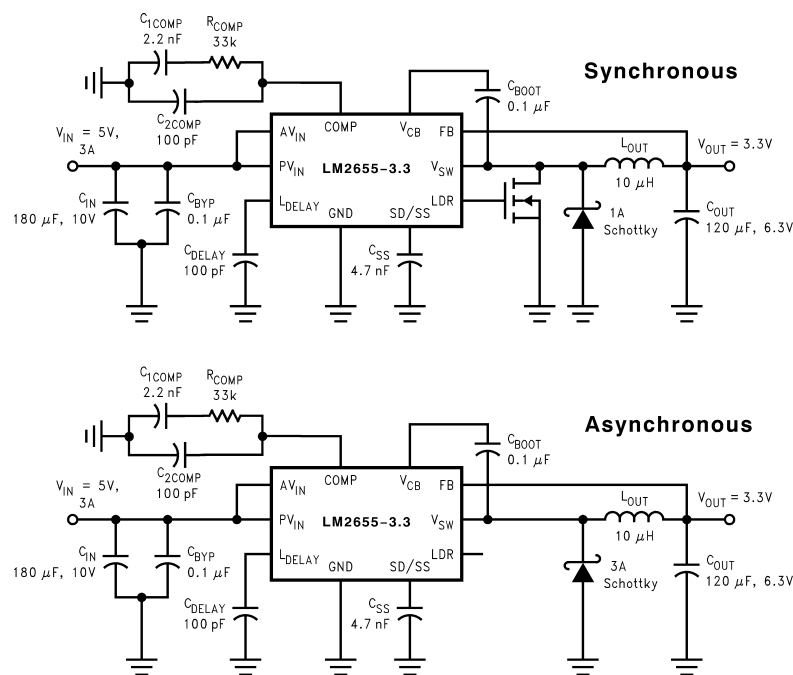 C1COMP
2.2 nF
RCOMP
33k
C2COMP
100 pF
Synchronous
CBOOT
0.1 μF
VIN = 5V,
3A
AVIN
COMP
VCB
FB
LOUT
10 μH
VOUT = 3.3V
PVIN
LM2655-3.3
VSW
CIN
180 μF, 10V
CBYP
0.1 μF
LDELAY
GND
SD/SS
LDR
1A
Schottky
COUT
120 μF, 6.3V
CDELAY
100 pF
CSS
4.7 nF
C1COMP
2.2 nF
RCOMP
33k
C2COMP
100 pF
Asynchronous
CBOOT
0.1 μF
VIN = 5V,
3A
AVIN
COMP
VCB
FB
LOUT
10 μH
VOUT = 3.3V
PVIN
LM2655-3.3
VSW
CIN
180 μF, 10V
CBYP
0.1 μF
LDELAY
GND
SD/SS
LDR
3A
Schottky
COUT
120 μF, 6.3V
CDELAY
100 pF
CSS
4.7 nF